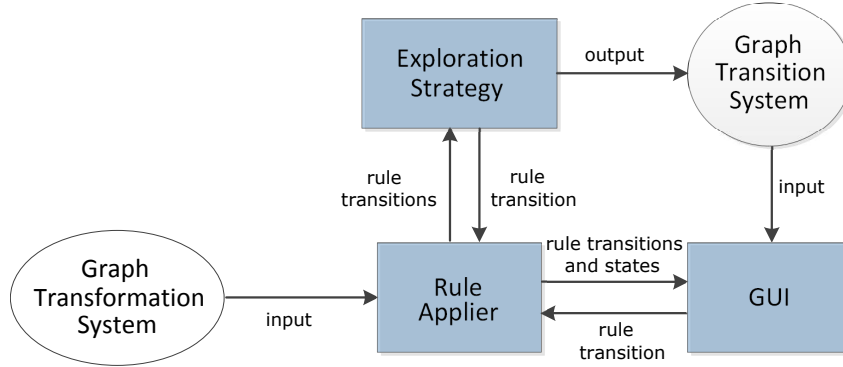 Exploration
Strategy
output
Graph
Transition
System
rule
transitions
rule
transition
input
Graph
Transformation
System
input
Rule
Applier
rule transitions
and states
rule
transition
GUI